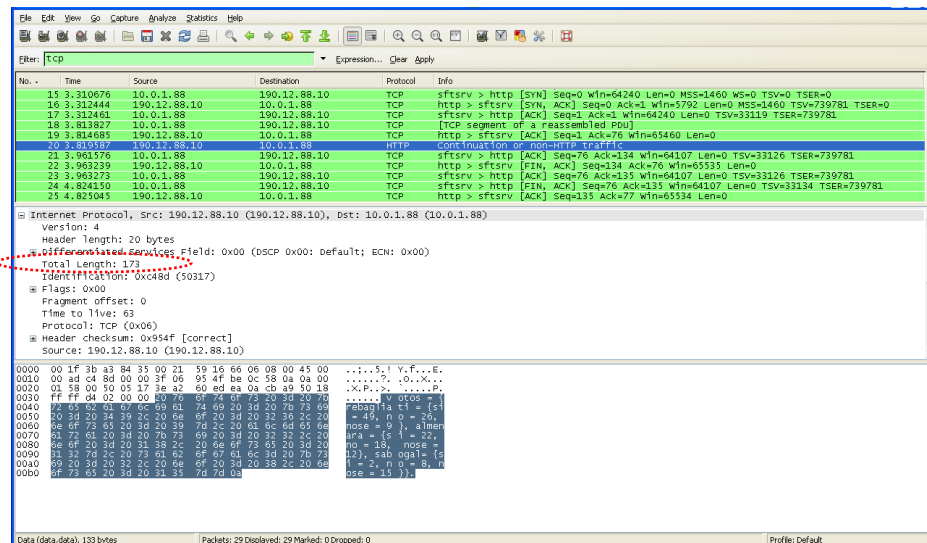 File Edit View Go Capture Analyze Statistics Help
Filter: tcp Expression... Clear Apply
No. . Time Source Destination Protocol Info
15 3.310676 10.0.1.88 190.12.88.10 TCP sftsrv > http [SYN] Seq=0 Win=64240 Len=0 MSS=1460 WS=0 TSV=0 TSER=0
16 3.312444 190.12.88.10 10.0.1.88 TCP http > sftsrv [SYN, ACK] Seq=0 Ack=1 Win=5792 Len=0 MSS=1460 TSV=739781 TSER=0
17 3.312461 10.0.1.88 190.12.88.10 TCP sftsrv > http [ACK] Seq=1 Ack=1 Win=64240 Len=0 TSV=33119 TSER=739781
18 3.813827 10.0.1.88 190.12.88.10 TCP [TCP segment of a reassembled PDU]
19 3.814685 190.12.88.10 10.0.1.88 TCP http > sftsrv [ACK] Seq=1 Ack=76 Win=65460 Len=0
20 3.819587 190.12.88.10 10.0.1.88 HTTP Continuation or non-HTTP traffic
21 3.961576 10.0.1.88 190.12.88.10 TCP sftsrv > http [ACK] Seq=76 Ack=134 Win=64107 Len=0 TSV=33126 TSER=739781
22 3.963239 190.12.88.10 10.0.1.88 TCP http > sftsrv [FIN, ACK] Seq=134 Ack=76 Win=65535 Len=0
23 3.963273 10.0.1.88 190.12.88.10 TCP sftsrv > http [ACK] Seq=76 Ack=135 Win=64107 Len=0 TSV=33126 TSER=739781
24 4.824150 10.0.1.88 190.12.88.10 TCP sftsrv > http [FIN, ACK] Seq=76 Ack=135 Win=64107 Len=0 TSV=33134 TSER=739781
25 4.825045 190.12.88.10 10.0.1.88 TCP http > sftsrv [ACK] Seq=135 Ack=77 Win=65534 Len=0
Internet Protocol, Src: 190.12.88.10 (190.12.88.10), Dst: 10.0.1.88 (10.0.1.88)
Version: 4
Header length: 20 bytes
Differentiated Services Field: 0x00 (DSCP 0x00: Default; ECN: 0x00)
Total Length: 173
Identification: 0xc48d (50317)
Flags: 0x00
Fragment offset: 0
Time to live: 63
Protocol: TCP (0x06)
Header checksum: 0x954f [correct]
Source: 190.12.88.10 (190.12.88.10)
0000 00 1f 3b a3 84 35 00 21 59 16 66 06 08 00 45 00 ..;..5.! Y.f...E.
0010 00 ad c4 8d 00 00 3f 06 95 4f be 0c 58 0a 0a 00 ......?. .O..X...
0020 01 58 00 50 05 17 3e a2 60 ed ea 0a cb a9 50 18 .X.P..>. `.....P.
0030 ff ff d4 02 00 00 20 76 6f 74 6f 73 20 3d 20 7b ...... v otos = {
0040 72 65 62 61 67 6c 69 61 74 69 20 3d 20 7b 73 69 rebaglia ti = {si
0050 20 3d 20 34 39 2c 20 6e 6f 20 3d 20 32 36 2c 20 = 49, n o = 26,
0060 6e 6f 73 65 20 3d 20 39 7d 2c 20 61 6c 6d 65 6e nose = 9 }, almen
0070 61 72 61 20 3d 20 7b 73 69 20 3d 20 32 32 2c 20 ara = {s i = 22,
0080 6e 6f 20 3d 20 31 38 2c 20 6e 6f 73 65 20 3d 20 no = 18, nose =
0090 31 32 7d 2c 20 73 61 62 6f 67 61 6c 3d 20 7b 73 12}, sab ogal= {s
00a0 69 20 3d 20 32 2c 20 6e 6f 20 3d 20 38 2c 20 6e i = 2, n o = 8, n
00b0 6f 73 65 20 3d 20 31 35 20 7d 7d 0a ose = 15 }}.
Data (data.data), 133 bytes Packets: 29 Displayed: 29 Marked: 0 Dropped: 0 Profile: Default